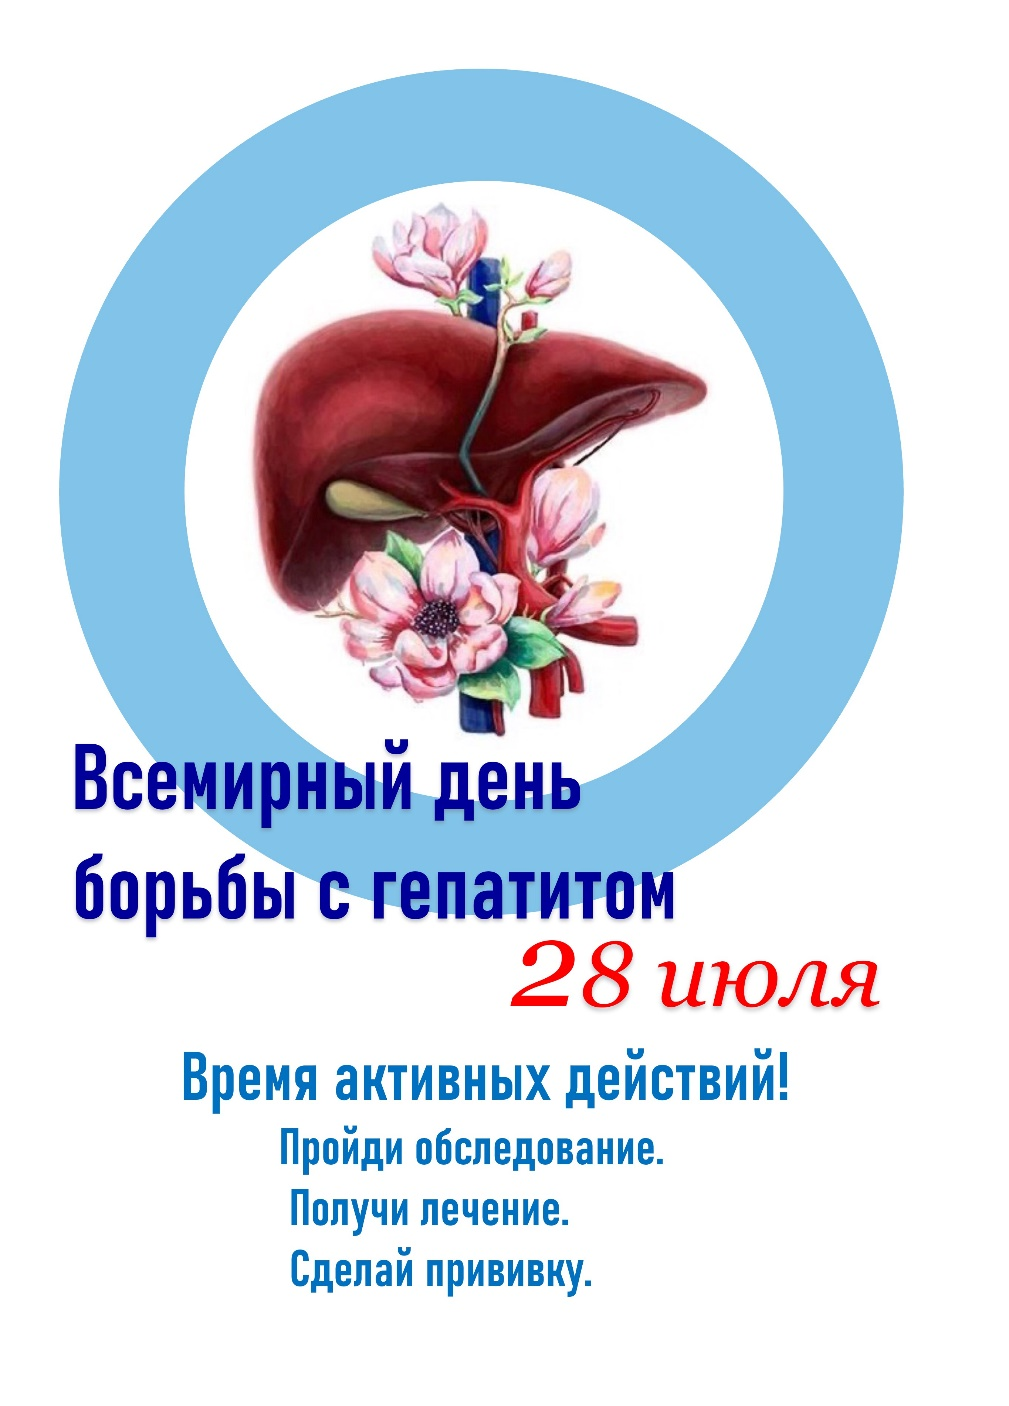 Всемирный день
борьбы с гепатитом
28 июля
Время активных действий!
Пройди обследование.
Получи лечение.
Сделай прививку.